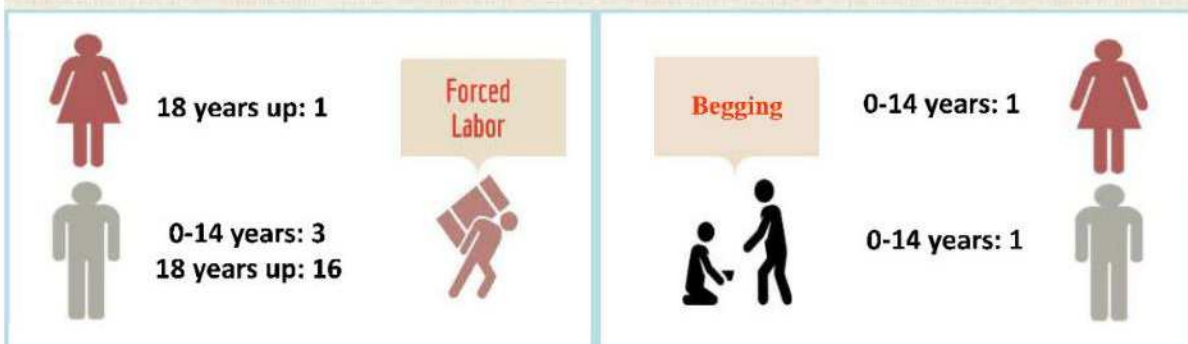 18 years up: 1
0-14 years: 3
18 years up: 16
Forced
Labor
Begging
0-14 years: 1
0-14 years: 1